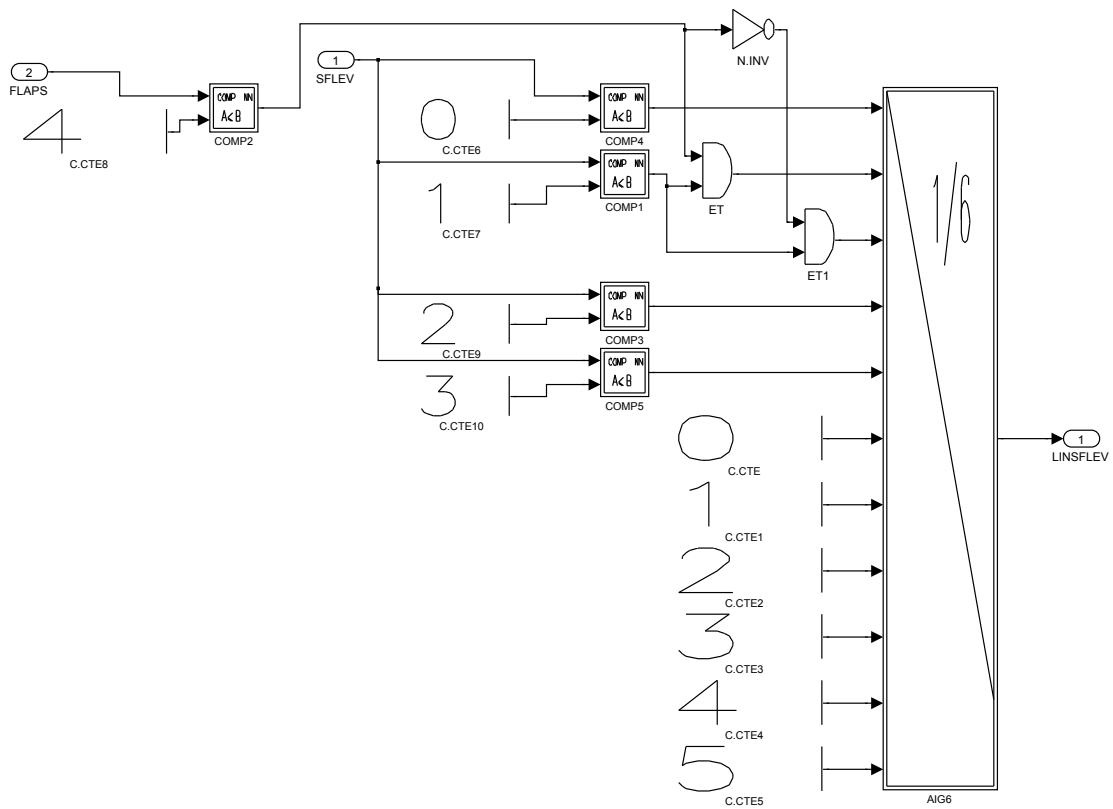 N.INV
2
FLAPS
1
SFLEV
COMP NN
A<B
COMP2
4
C.CTE8
0
C.CTE6
COMP NN
A<B
COMP4
1
C.CTE7
COMP NN
A<B
COMP1
ET
ET1
1/6
2
C.CTE9
COMP NN
A<B
COMP3
3
C.CTE10
COMP NN
A<B
COMP5
0
C.CTE
1
LINSFLEV
1
C.CTE1
2
C.CTE2
3
C.CTE3
4
C.CTE4
5
C.CTE5
AIG6